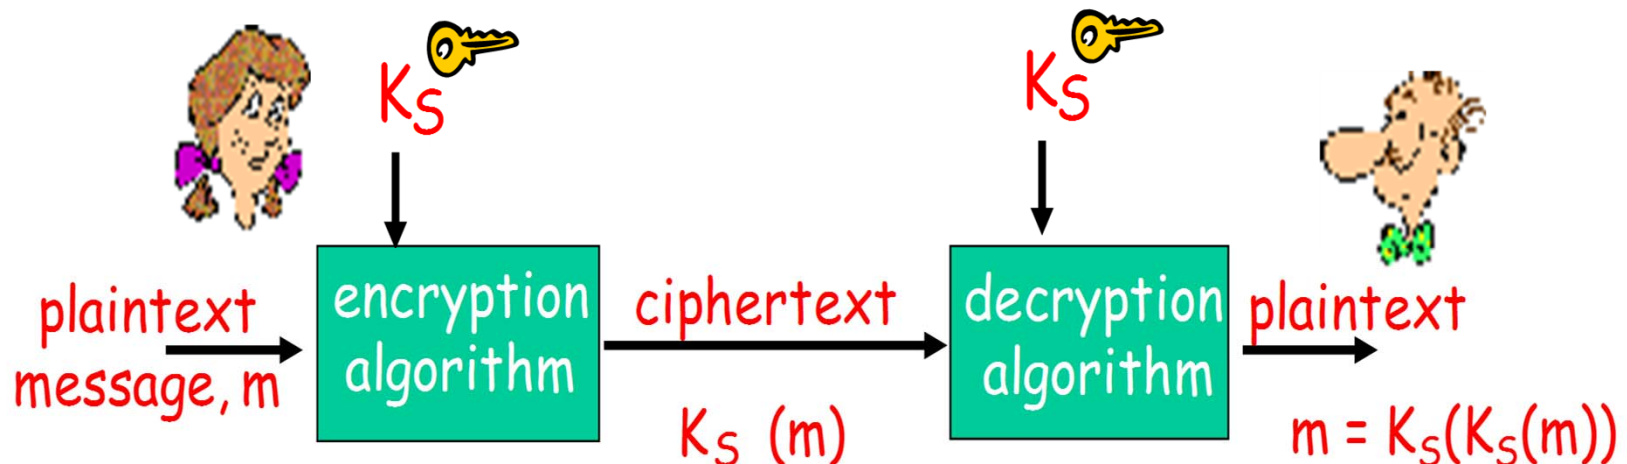 K_S
K_S
plaintext
message, m
encryption
algorithm
ciphertext
K_S (m)
decryption
algorithm
plaintext
m = K_S(K_S(m))